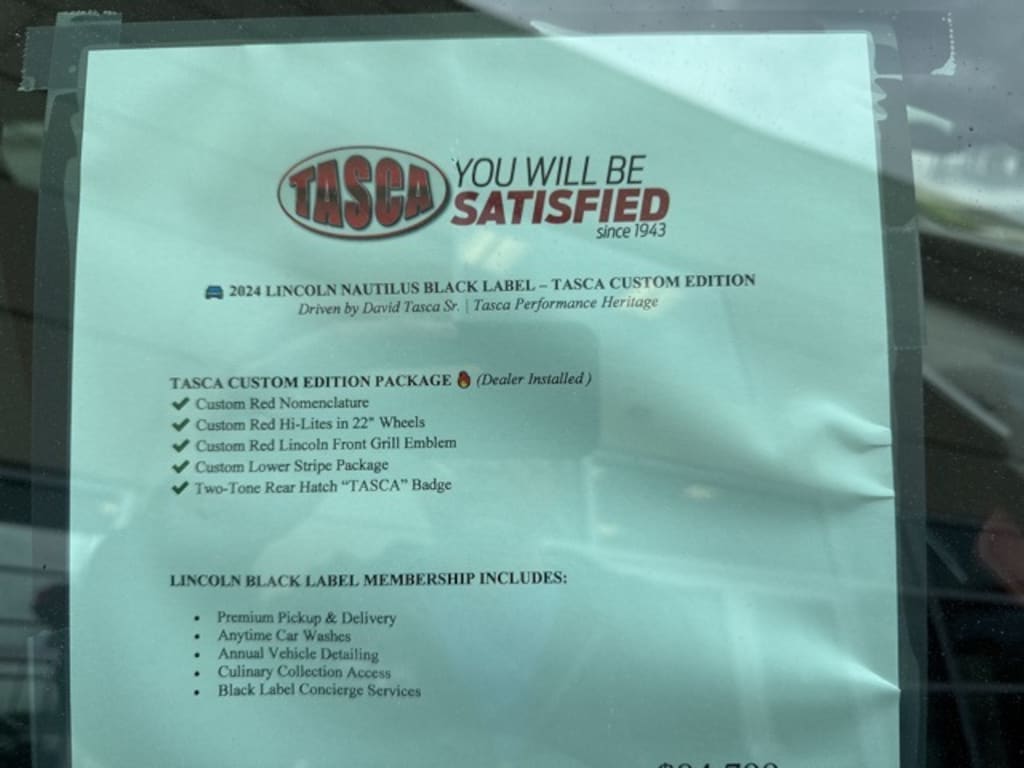 TASCA YOU WILL BE
SATISFIED
since 1943
🚘 2024 LINCOLN NAUTILUS BLACK LABEL – TASCA CUSTOM EDITION
Driven by David Tasca Sr. | Tasca Performance Heritage
TASCA CUSTOM EDITION PACKAGE 🔥 (Dealer Installed)
✔ Custom Red Nomenclature
✔ Custom Red Hi-Lites in 22" Wheels
✔ Custom Red Lincoln Front Grill Emblem
✔ Custom Lower Stripe Package
✔ Two-Tone Rear Hatch “TASCA” Badge
LINCOLN BLACK LABEL MEMBERSHIP INCLUDES:
• Premium Pickup & Delivery
• Anytime Car Washes
• Annual Vehicle Detailing
• Culinary Collection Access
• Black Label Concierge Services